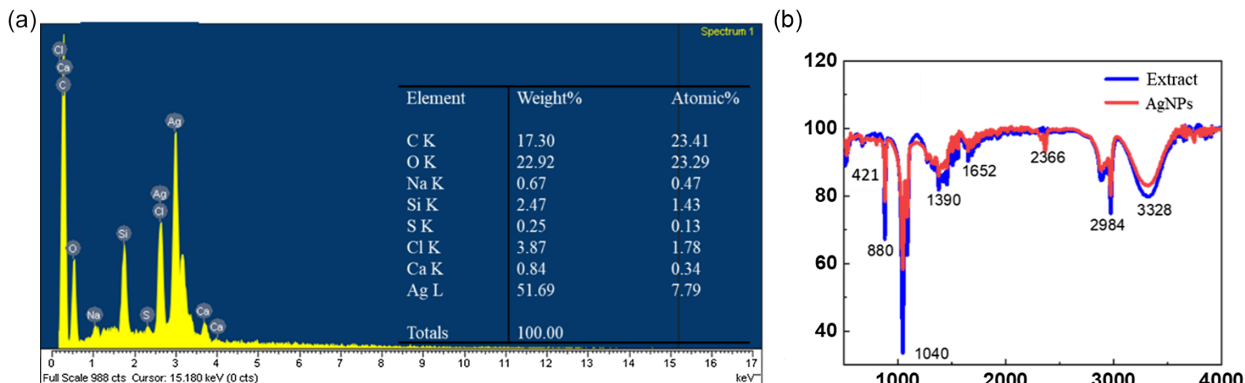 (a)
Spectrum 1
Cl
Ca
C
O
Na
Si
S
Ag
Cl
Ag
Ca
Ca
Element Weight% Atomic%
C K 17.30 23.41
O K 22.92 23.29
Na K 0.67 0.47
Si K 2.47 1.43
S K 0.25 0.13
Cl K 3.87 1.78
Ca K 0.84 0.34
Ag L 51.69 7.79
Totals 100.00
0 1 2 3 4 5 6 7 8 9 10 11 12 13 14 15 16 17
Full Scale 988 cts Cursor: 15.180 keV (0 cts) keV
(b)
Extract
AgNPs
120
100
80
60
40
421
880
1040
1390
1652
2366
2984
3328
1000 2000 3000 4000